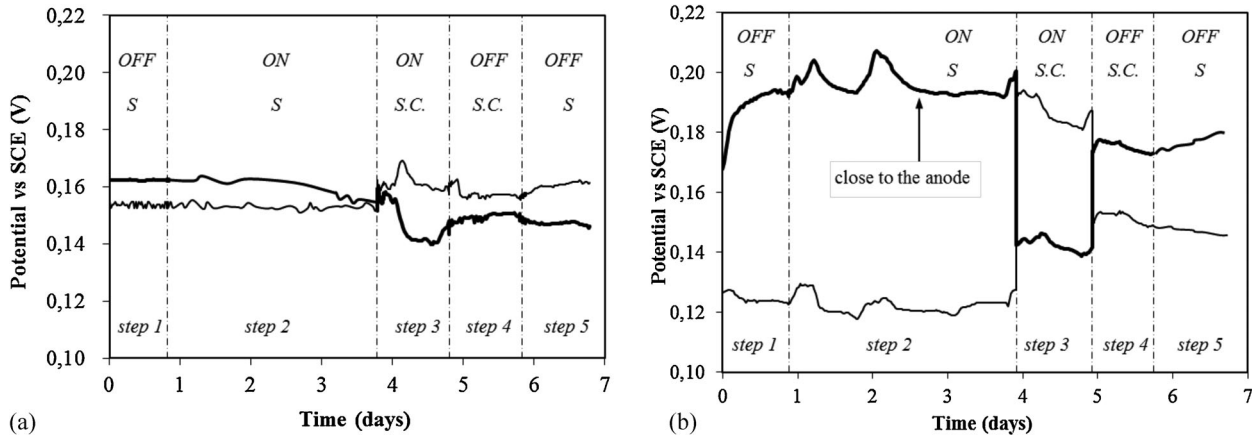 0,22
0,20
0,18
0,16
0,14
0,12
0,10
Potential vs SCE (V)
OFF ON ON OFF OFF
S S S.C. S.C. S
step 1 step 2 step 3 step 4 step 5
0 1 2 3 4 5 6 7
Time (days)
(a)
0,22
0,20
0,18
0,16
0,14
0,12
0,10
Potential vs SCE (V)
OFF ON ON OFF OFF
S S S.C. S.C. S
close to the anode
step 1 step 2 step 3 step 4 step 5
0 1 2 3 4 5 6 7
Time (days)
(b)